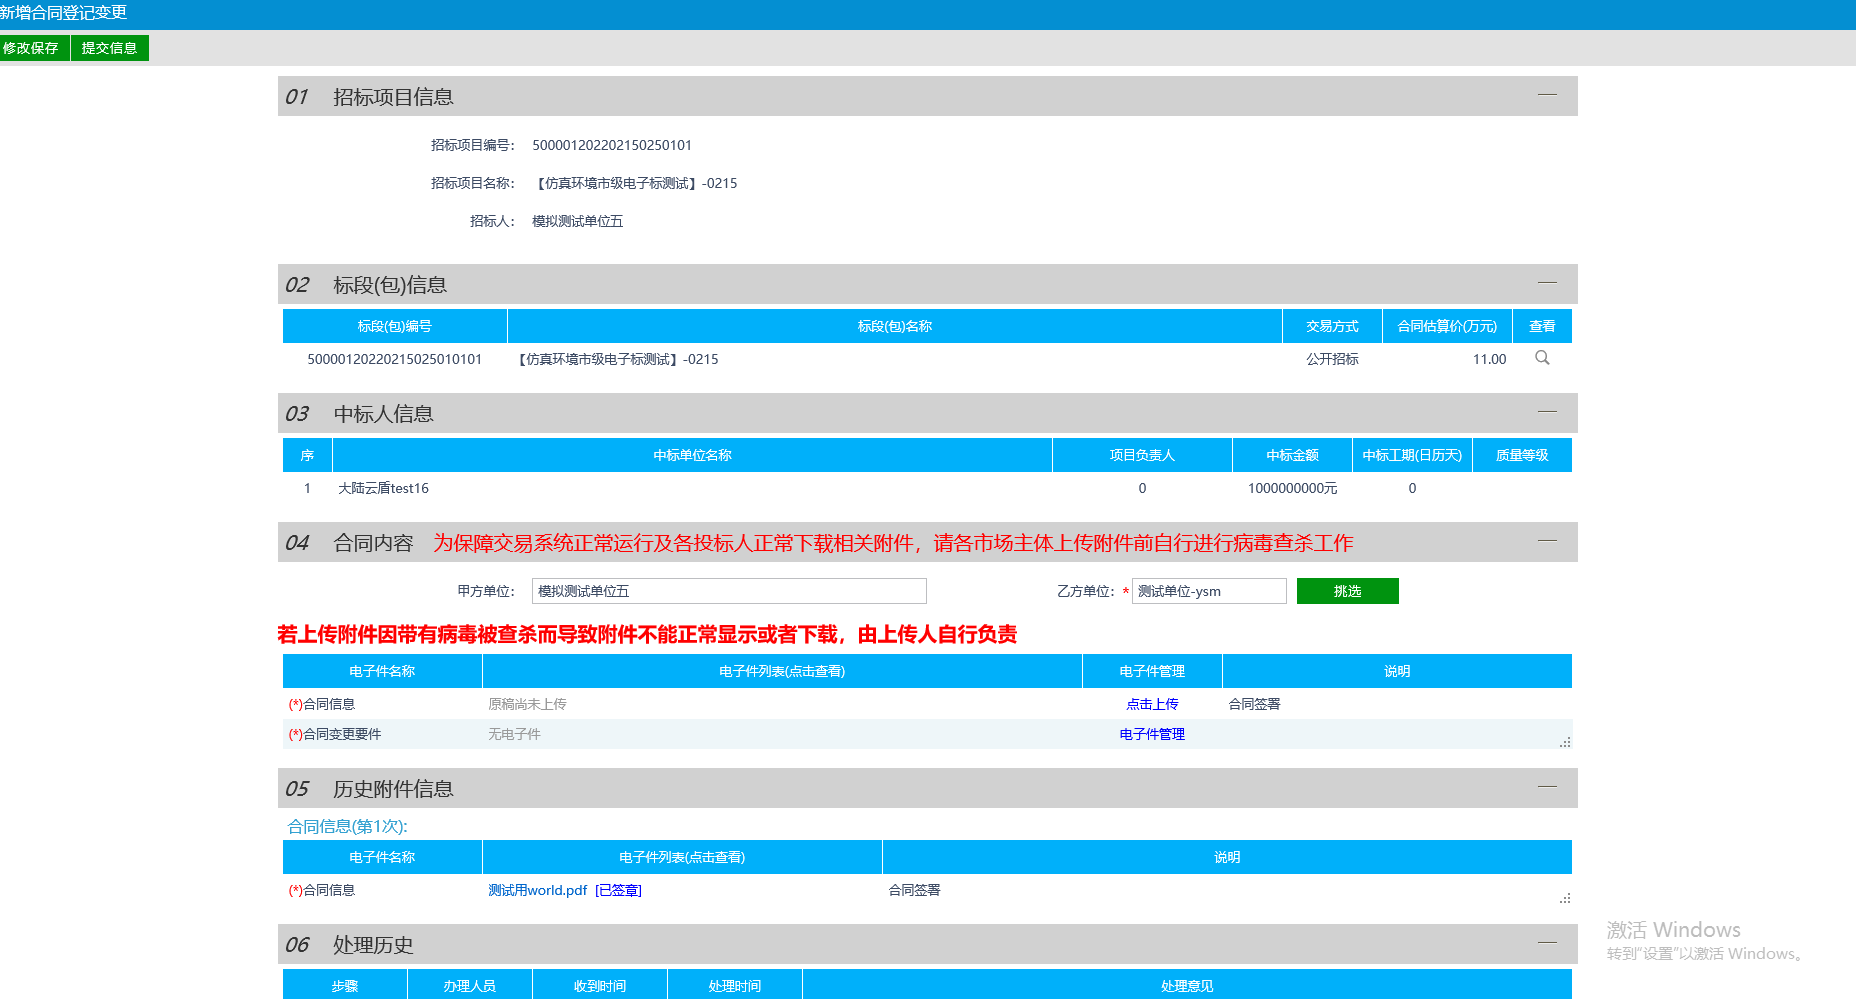 新增合同登记变更
修改保存 提交信息
01 招标项目信息
招标项目编号： 500001202202150250101
招标项目名称： 【仿真环境市级电子标测试】-0215
招标人： 模拟测试单位五
02 标段(包)信息
标段(包)编号 标段(包)名称 交易方式 合同估算价(万元) 查看
50000120220215025010101 【仿真环境市级电子标测试】-0215 公开招标 11.00
03 中标人信息
序 中标单位名称 项目负责人 中标金额 中标工期(日历天) 质量等级
1 大陆云盾test16 0 1000000000元 0
04 合同内容 为保障交易系统正常运行及各投标人正常下载相关附件，请各市场主体上传附件前自行进行病毒查杀工作
甲方单位： 模拟测试单位五 乙方单位：* 测试单位-ysm 挑选
若上传附件因带有病毒被查杀而导致附件不能正常显示或者下载，由上传人自行负责
电子件名称 电子件列表(点击查看) 电子件管理 说明
(*)合同信息 原稿尚未上传 点击上传 合同签署
(*)合同变更要件 无电子件 电子件管理
05 历史附件信息
合同信息(第1次):
电子件名称 电子件列表(点击查看) 说明
(*)合同信息 测试用world.pdf [已签章] 合同签署
06 处理历史
步骤 办理人员 收到时间 处理时间 处理意见
激活 Windows
转到"设置"以激活 Windows。